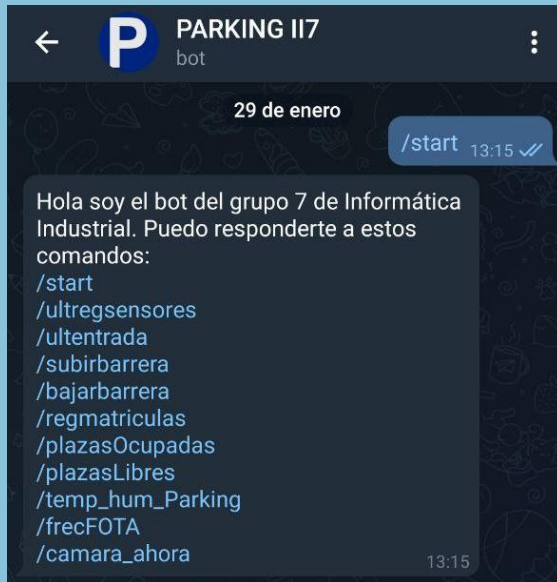 P
PARKING II7
bot
29 de enero
/start 13:15
Hola soy el bot del grupo 7 de Informática
Industrial. Puedo responderte a estos
comandos:
/start
/ultregsensores
/ultentrada
/subirbarrera
/bajarbarrera
/regmatriculas
/plazasOcupadas
/plazasLibres
/temp_hum_Parking
/frecFOTA
/camara_ahora
13:15